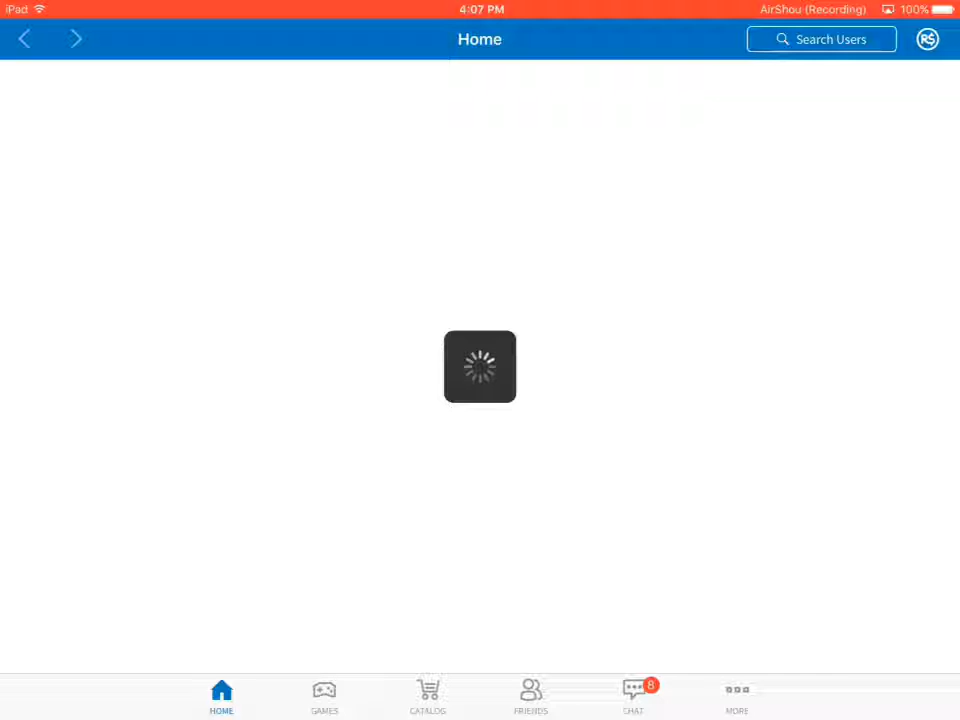 iPad 4:07 PM AirShou (Recording) 100%
Home Search Users R$
8
HOME GAMES CATALOG FRIENDS CHAT MORE